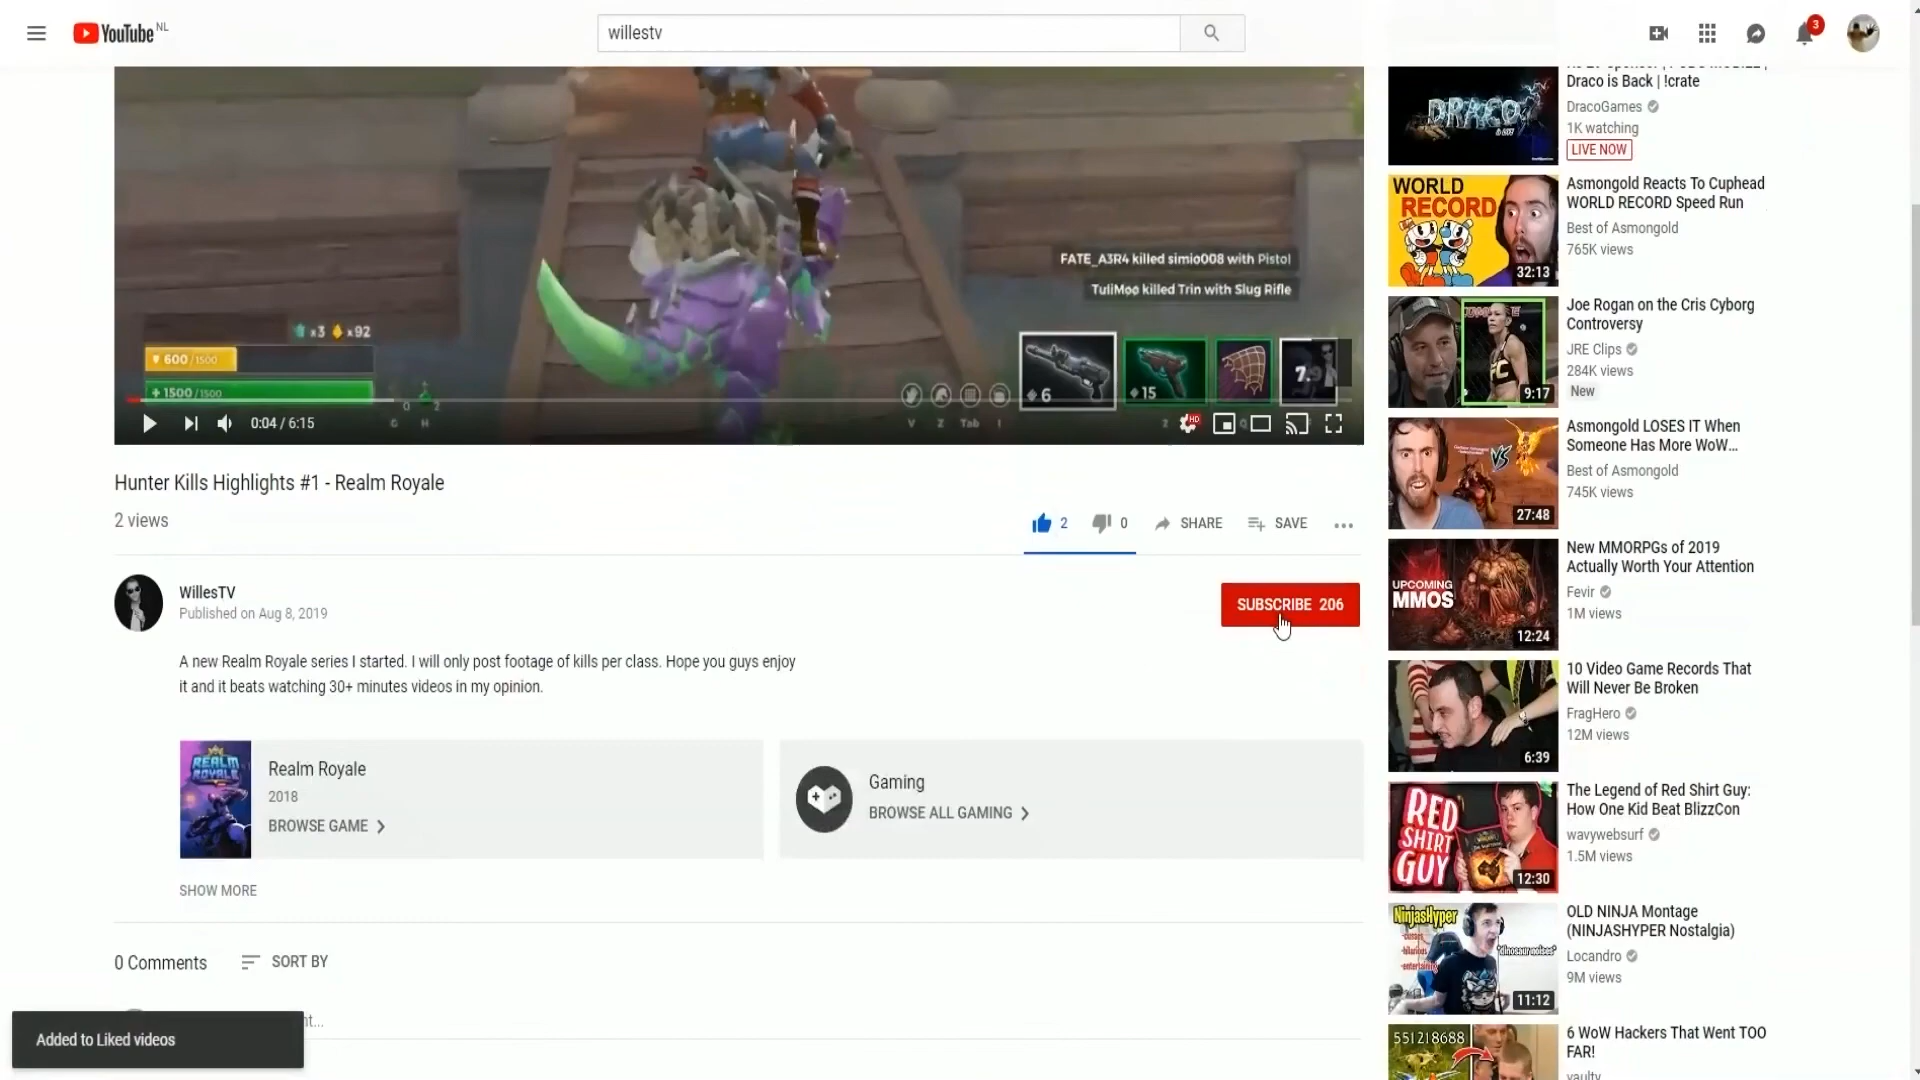 YouTube NL
willestv
3
FATE_A3R4 killed simio008 with Pistol
TuliMøø killed Trin with Slug Rifle
x3 x92
600 /1500
+ 1500 /1500
6
15
7.9
0:04 / 6:15
HD
V Z Tab I
G H
Hunter Kills Highlights #1 - Realm Royale
2 views
2 0 SHARE SAVE
WillesTV
Published on Aug 8, 2019
SUBSCRIBE 206
A new Realm Royale series I started. I will only post footage of kills per class. Hope you guys enjoy
it and it beats watching 30+ minutes videos in my opinion.
REALM
ROYALE
Realm Royale
2018
BROWSE GAME
Gaming
BROWSE ALL GAMING
SHOW MORE
0 Comments SORT BY
Added to Liked videos
DRACO
Draco is Back | !crate
DracoGames
1K watching
LIVE NOW
WORLD
RECORD
32:13
Asmongold Reacts To Cuphead
WORLD RECORD Speed Run
Best of Asmongold
765K views
9:17
Joe Rogan on the Cris Cyborg
Controversy
JRE Clips
284K views
New
VS
27:48
Asmongold LOSES IT When
Someone Has More WoW...
Best of Asmongold
745K views
UPCOMING
MMOS
12:24
New MMORPGs of 2019
Actually Worth Your Attention
Fevir
1M views
6:39
10 Video Game Records That
Will Never Be Broken
FragHero
12M views
RED
SHIRT
GUY
12:30
The Legend of Red Shirt Guy:
How One Kid Beat BlizzCon
wavywebsurf
1.5M views
NinjasHyper
11:12
OLD NINJA Montage
(NINJASHYPER Nostalgia)
Locandro
9M views
551218688
6 WoW Hackers That Went TOO
FAR!
vaulty